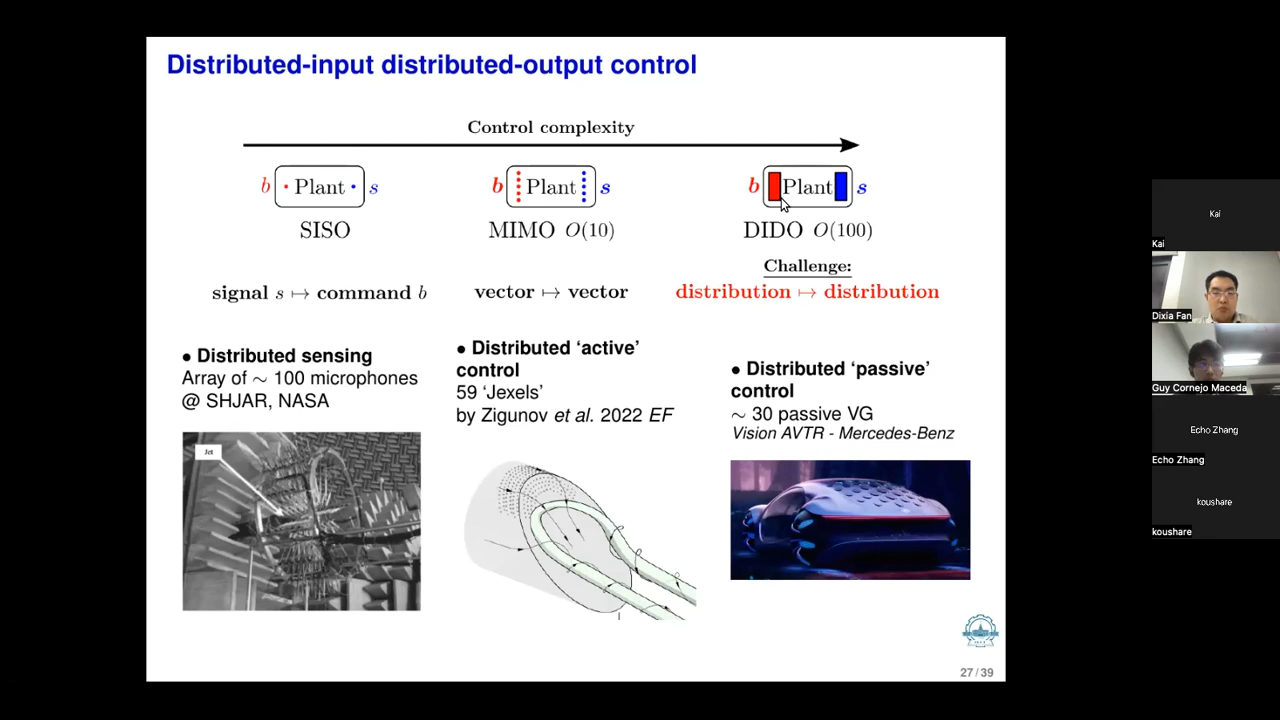 Distributed-input distributed-output control
Control complexity
b Plant s
b Plant s
b Plant s
SISO
MIMO O(10)
DIDO O(100)
Challenge:
signal s ↦ command b
vector ↦ vector
distribution ↦ distribution
• Distributed sensing
Array of ∼ 100 microphones
@ SHJAR, NASA
Jet
• Distributed ‘active’
control
59 ‘Jexels’
by Zigunov et al. 2022 EF
• Distributed ‘passive’
control
∼ 30 passive VG
Vision AVTR - Mercedes-Benz
27 / 39
Kai
Kai
Dixia Fan
Guy Cornejo Maceda
Echo Zhang
Echo Zhang
koushare
koushare